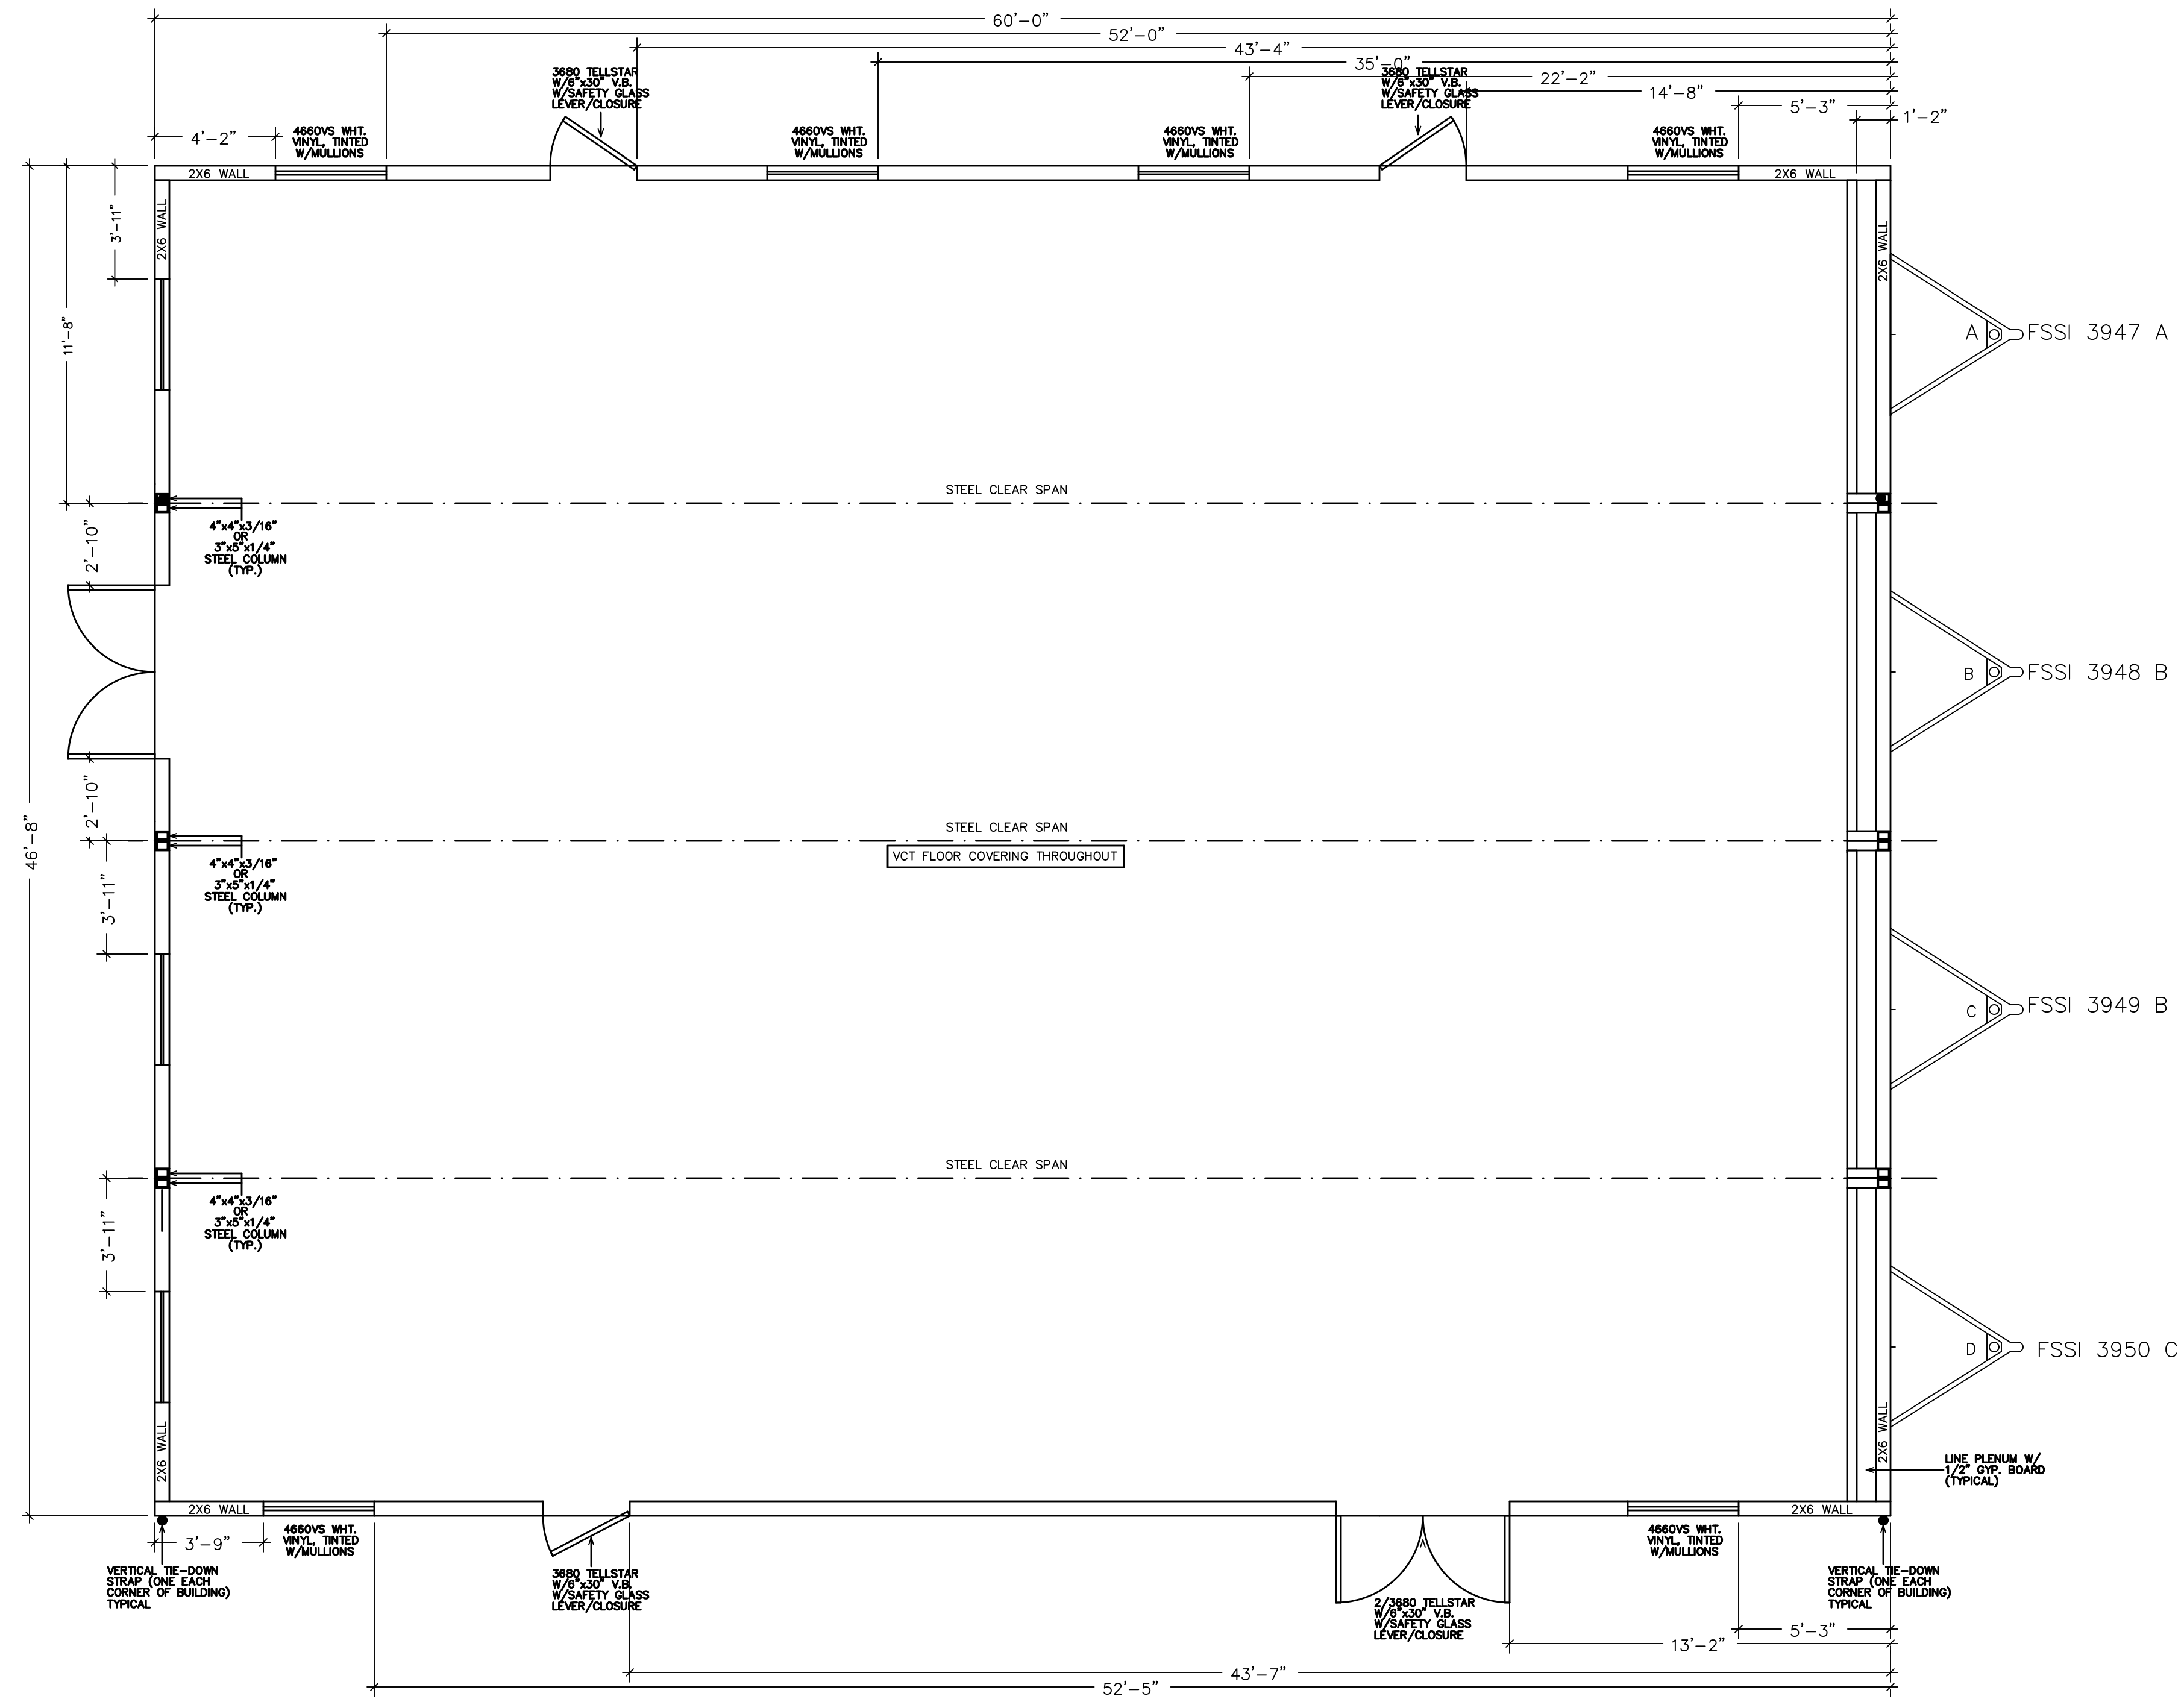 60'-0"
52'-0"
43'-4"
35'-0"
22'-2"
14'-8"
5'-3"
1'-2"
4'-2"
4660VS WHT.
VINYL, TINTED
W/MULLIONS
3680 TELLSTAR
W/6"x30" V.B.
W/SAFETY GLASS
LEVER/CLOSURE
4660VS WHT.
VINYL, TINTED
W/MULLIONS
4660VS WHT.
VINYL, TINTED
W/MULLIONS
3680 TELLSTAR
W/6"x30" V.B.
W/SAFETY GLASS
LEVER/CLOSURE
4660VS WHT.
VINYL, TINTED
W/MULLIONS
2X6 WALL
2X6 WALL
2X6 WALL
2X6 WALL
3'-11"
11'-8"
A
FSSI 3947 A
STEEL CLEAR SPAN
4"x4"x3/16"
OR
3"x5"x1/4"
STEEL COLUMN
(TYP.)
2'-10"
B
FSSI 3948 B
2'-10"
46'-8"
STEEL CLEAR SPAN
VCT FLOOR COVERING THROUGHOUT
4"x4"x3/16"
OR
3"x5"x1/4"
STEEL COLUMN
(TYP.)
3'-11"
C
FSSI 3949 B
STEEL CLEAR SPAN
4"x4"x3/16"
OR
3"x5"x1/4"
STEEL COLUMN
(TYP.)
3'-11"
D
FSSI 3950 C
2X6 WALL
2X6 WALL
LINE PLENUM W/
1/2" GYP. BOARD
(TYPICAL)
2X6 WALL
2X6 WALL
3'-9"
4660VS WHT.
VINYL, TINTED
W/MULLIONS
4660VS WHT.
VINYL, TINTED
W/MULLIONS
VERTICAL TIE-DOWN
STRAP (ONE EACH
CORNER OF BUILDING)
TYPICAL
3680 TELLSTAR
W/6"x30" V.B.
W/SAFETY GLASS
LEVER/CLOSURE
2/3680 TELLSTAR
W/6"x30" V.B.
W/SAFETY GLASS
LEVER/CLOSURE
VERTICAL TIE-DOWN
STRAP (ONE EACH
CORNER OF BUILDING)
TYPICAL
5'-3"
13'-2"
43'-7"
52'-5"